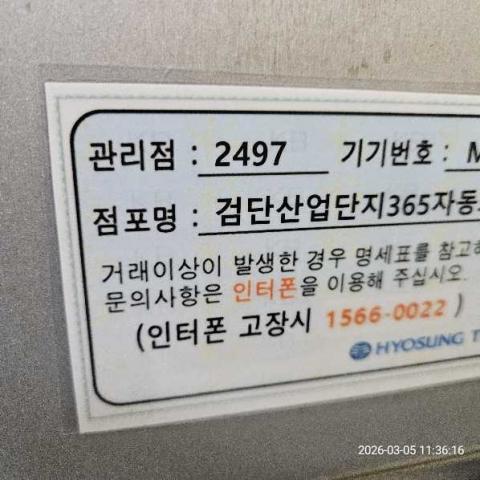 관리점 : 2497 기기번호 : M
점포명 : 검단산업단지365자동
거래이상이 발생한 경우 명세표를 참고하
문의사항은 인터폰을 이용해 주십시오.
(인터폰 고장시 1566-0022 )
HYOSUNG T
2026-03-05 11:36:16